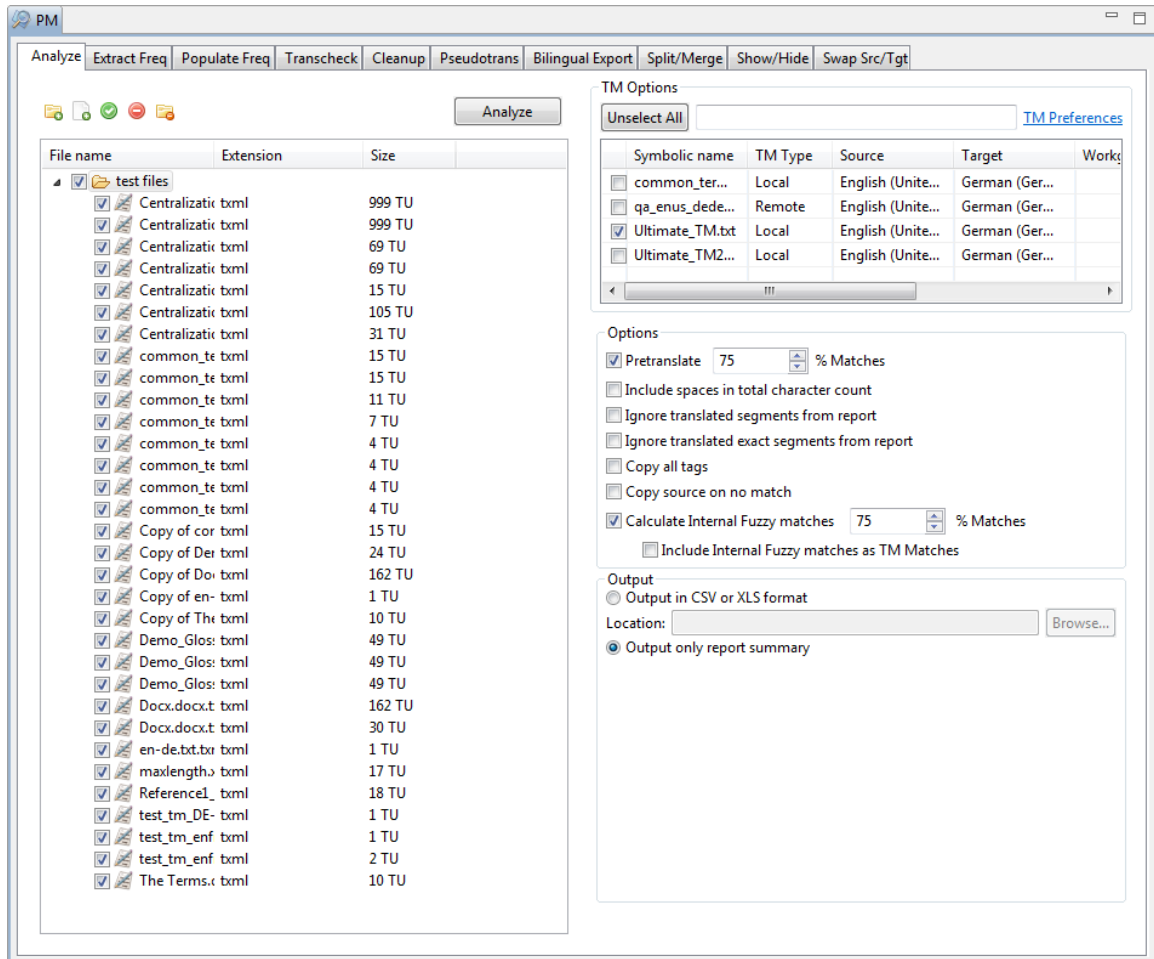 PM
Analyze Extract Freq Populate Freq Transcheck Cleanup Pseudotrans Bilingual Export Split/Merge Show/Hide Swap Src/Tgt
Analyze
File name Extension Size
test files
Centralizatic txml 999 TU
Centralizatic txml 999 TU
Centralizatic txml 69 TU
Centralizatic txml 69 TU
Centralizatic txml 15 TU
Centralizatic txml 105 TU
Centralizatic txml 31 TU
common_te txml 15 TU
common_te txml 15 TU
common_te txml 11 TU
common_te txml 7 TU
common_te txml 4 TU
common_te txml 4 TU
common_te txml 4 TU
common_te txml 4 TU
Copy of cor txml 15 TU
Copy of Der txml 24 TU
Copy of Do txml 162 TU
Copy of en- txml 1 TU
Copy of The txml 10 TU
Demo_Glos txml 49 TU
Demo_Glos txml 49 TU
Demo_Glos txml 49 TU
Docx.docx.t txml 162 TU
Docx.docx.t txml 30 TU
en-de.txt.tx txml 1 TU
maxlength. txml 17 TU
Reference1_ txml 18 TU
test_tm_DE- txml 1 TU
test_tm_enf txml 1 TU
test_tm_enf txml 2 TU
The Terms. txml 10 TU
TM Options
Unselect All TM Preferences
Symbolic name TM Type Source Target Workg
common_ter... Local English (Unite... German (Ger...
qa_enus_dede... Remote English (Unite... German (Ger...
Ultimate_TM.txt Local English (Unite... German (Ger...
Ultimate_TM2... Local English (Unite... German (Ger...
Options
Pretranslate 75 % Matches
Include spaces in total character count
Ignore translated segments from report
Ignore translated exact segments from report
Copy all tags
Copy source on no match
Calculate Internal Fuzzy matches 75 % Matches
Include Internal Fuzzy matches as TM Matches
Output
Output in CSV or XLS format
Location: Browse...
Output only report summary